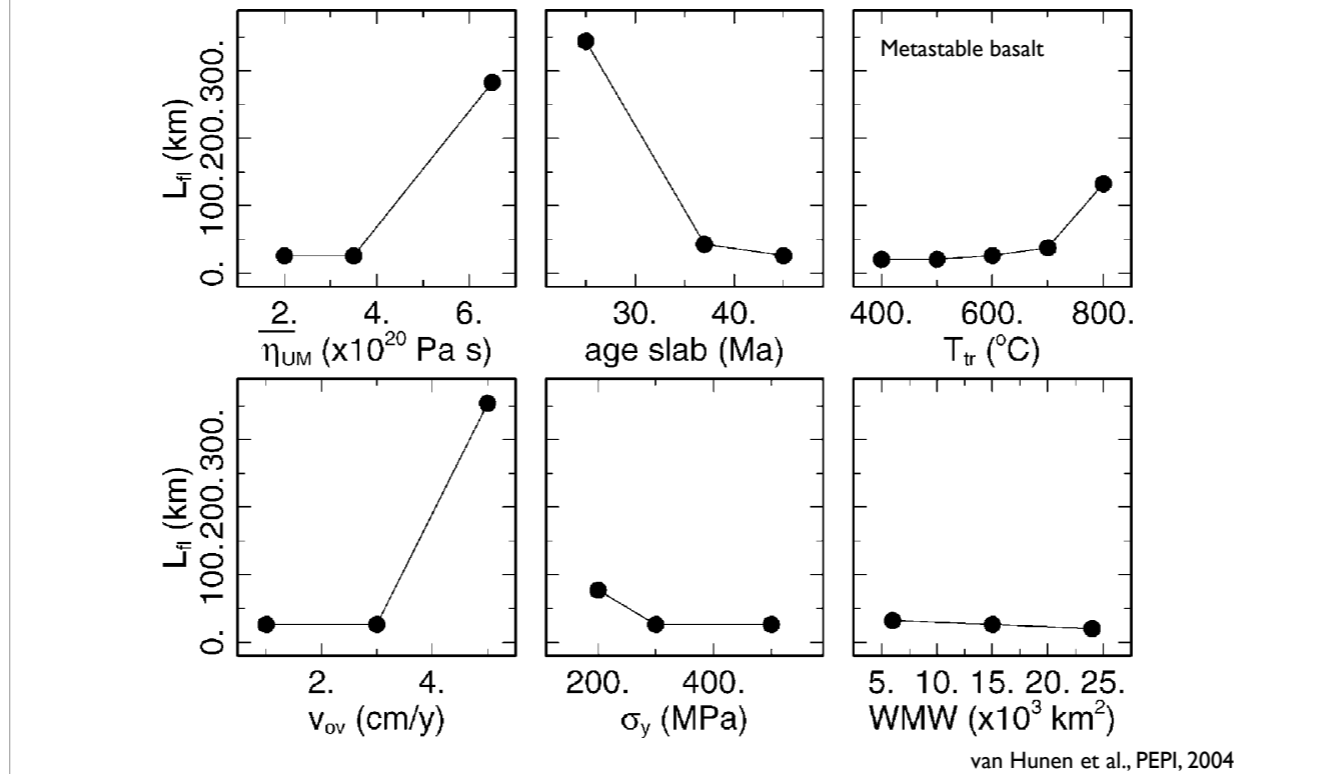 Metastable basalt
L_fl (km)
0. 100. 200. 300.
2. 4. 6.
30. 40.
400. 600. 800.
η_UM (x10^20 Pa s)
age slab (Ma)
T_tr (°C)
L_fl (km)
0. 100. 200. 300.
2. 4.
200. 400.
5. 10. 15. 20. 25.
v_ov (cm/y)
σ_y (MPa)
WMW (x10^3 km^2)
van Hunen et al., PEPI, 2004